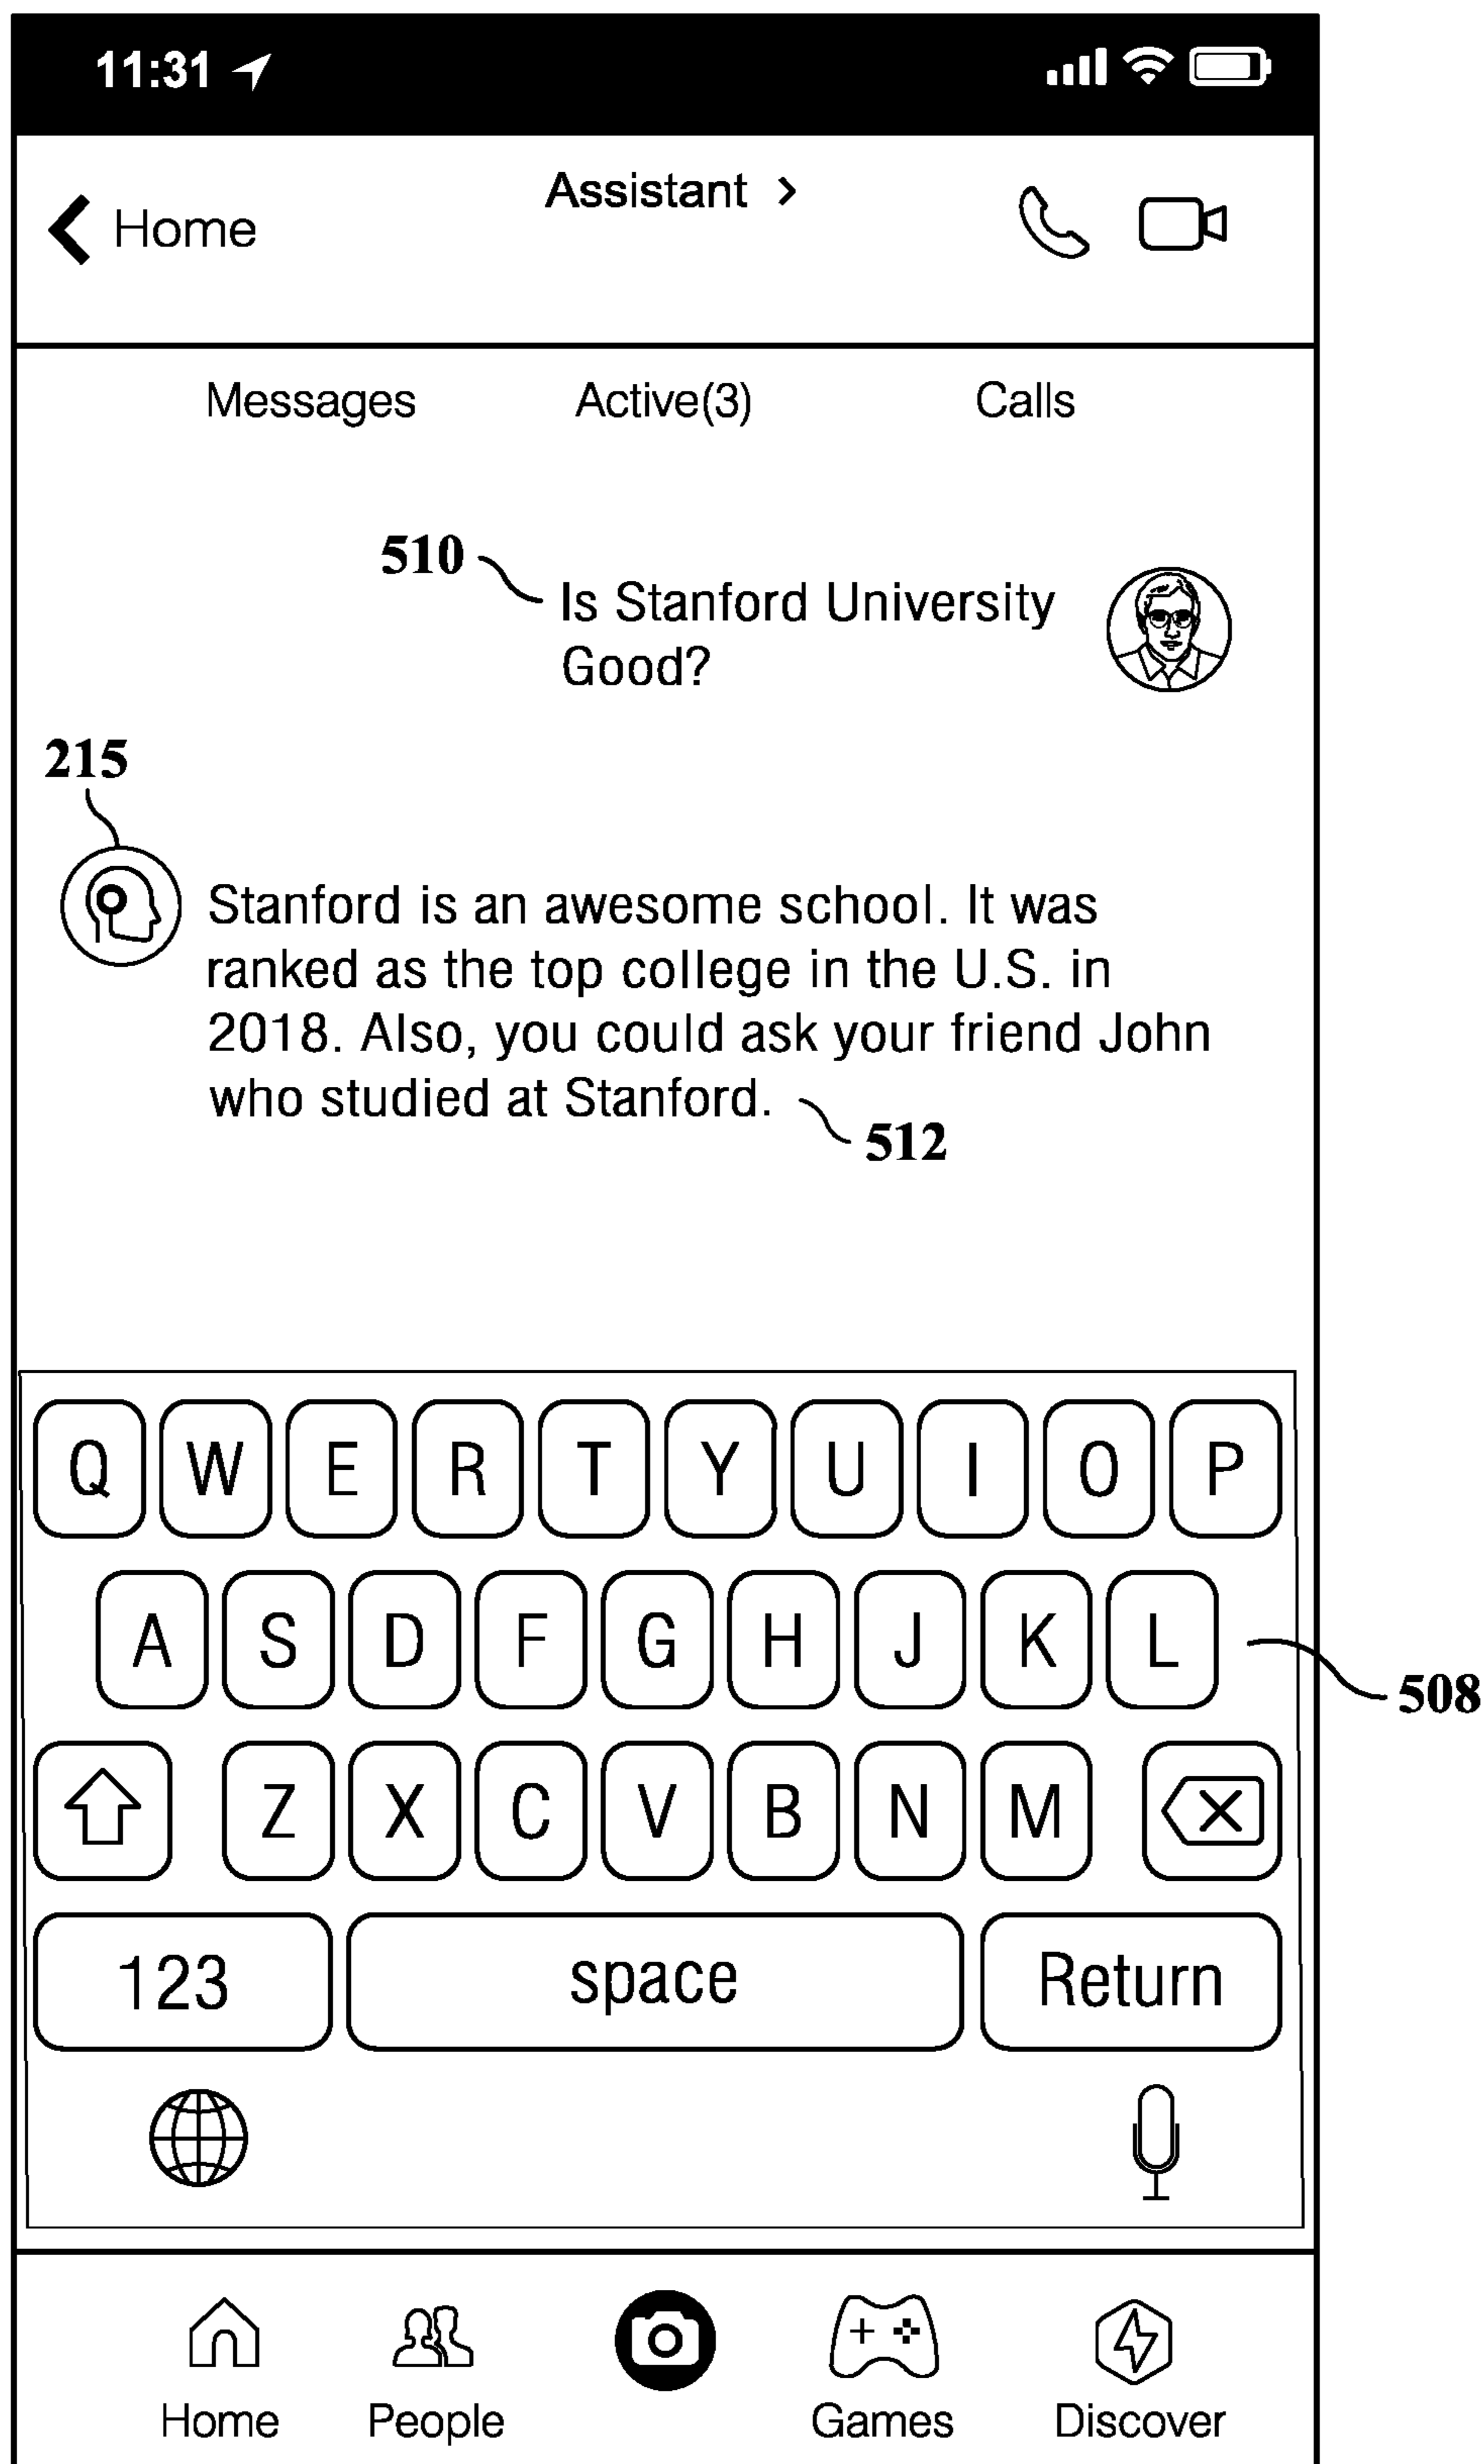 11:31
Assistant >
Home
Messages Active(3) Calls
510
Is Stanford University
Good?
215
Stanford is an awesome school. It was
ranked as the top college in the U.S. in
2018. Also, you could ask your friend John
who studied at Stanford.
512
Q W E R T Y U I O P
A S D F G H J K L
508
Z X C V B N M
123 space Return
Home People Games Discover